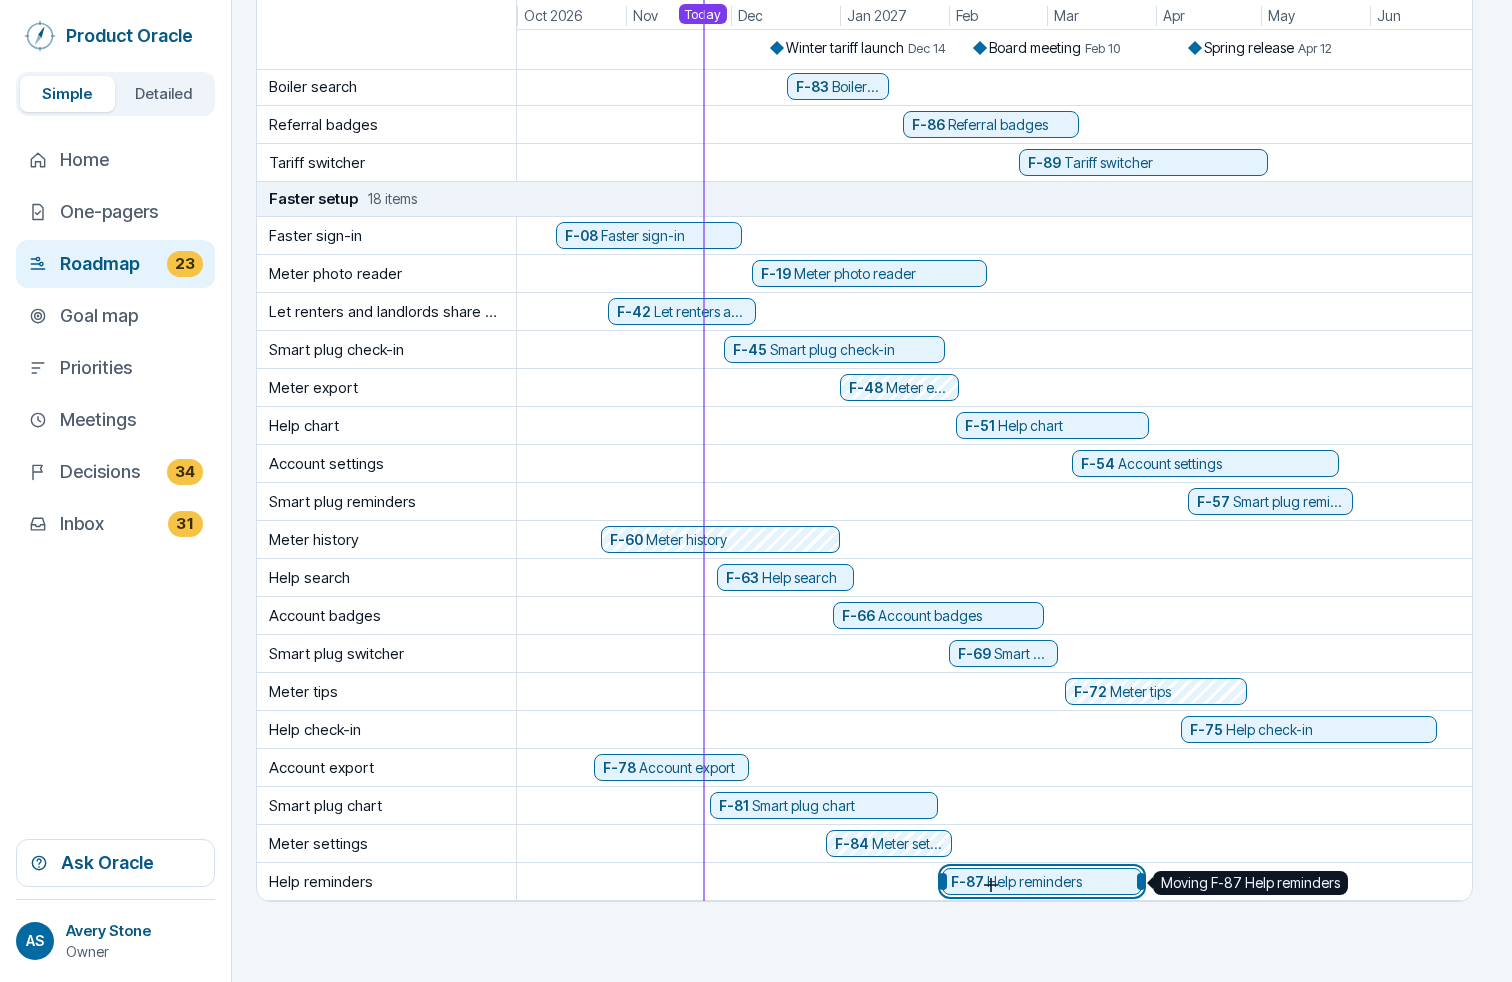 Product Oracle
Simple Detailed
Home
One-pagers
Roadmap 23
Goal map
Priorities
Meetings
Decisions 34
Inbox 31
Ask Oracle
AS Avery Stone
Owner
Oct 2026 Nov Today Dec Jan 2027 Feb Mar Apr May Jun
Winter tariff launch Dec 14 Board meeting Feb 10 Spring release Apr 12
Boiler search F-83 Boiler...
Referral badges F-86 Referral badges
Tariff switcher F-89 Tariff switcher
Faster setup 18 items
Faster sign-in F-08 Faster sign-in
Meter photo reader F-19 Meter photo reader
Let renters and landlords share ... F-42 Let renters a...
Smart plug check-in F-45 Smart plug check-in
Meter export F-48 Meter e...
Help chart F-51 Help chart
Account settings F-54 Account settings
Smart plug reminders F-57 Smart plug remi...
Meter history F-60 Meter history
Help search F-63 Help search
Account badges F-66 Account badges
Smart plug switcher F-69 Smart ...
Meter tips F-72 Meter tips
Help check-in F-75 Help check-in
Account export F-78 Account export
Smart plug chart F-81 Smart plug chart
Meter settings F-84 Meter set...
Help reminders F-87 Help reminders Moving F-87 Help reminders